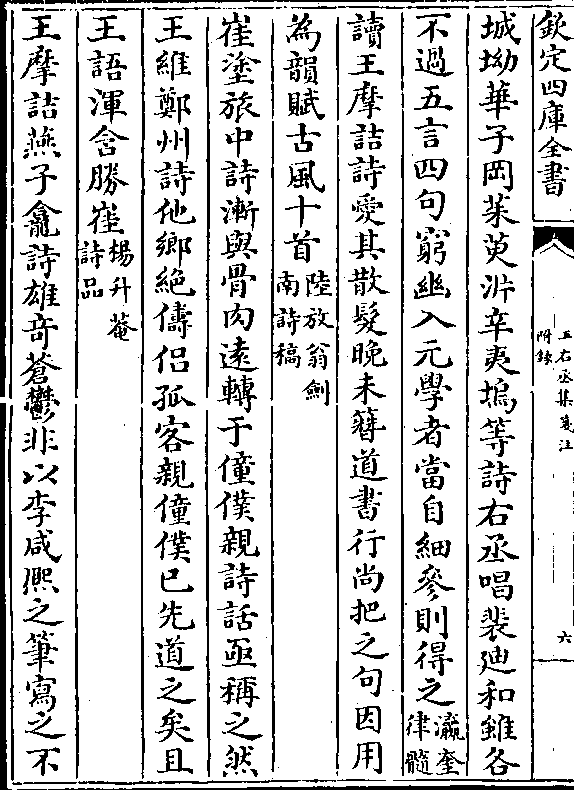 欽定四庫全書
王右丞集箋注
附錄
六
城坳華子岡茱萸沜辛夷塢等詩右丞唱裴廸和雖各
不過五言四句窮幽入元學者當自細參則得之瀛奎
律髓
讀王摩詰詩愛其散髮晚未簪道書行尚把之句因用
為韻賦古風十首陸放翁劍
南詩稿
崔塗旅中詩漸與骨肉遠轉于僮僕親詩話亟稱之然
王維鄭州詩他鄉絶儔侣孤客親僮僕已先道之矣且
王語渾含勝崔楊升菴
詩品
王摩詰燕子龕詩雄奇蒼鬱非以李咸熙之筆寫之不